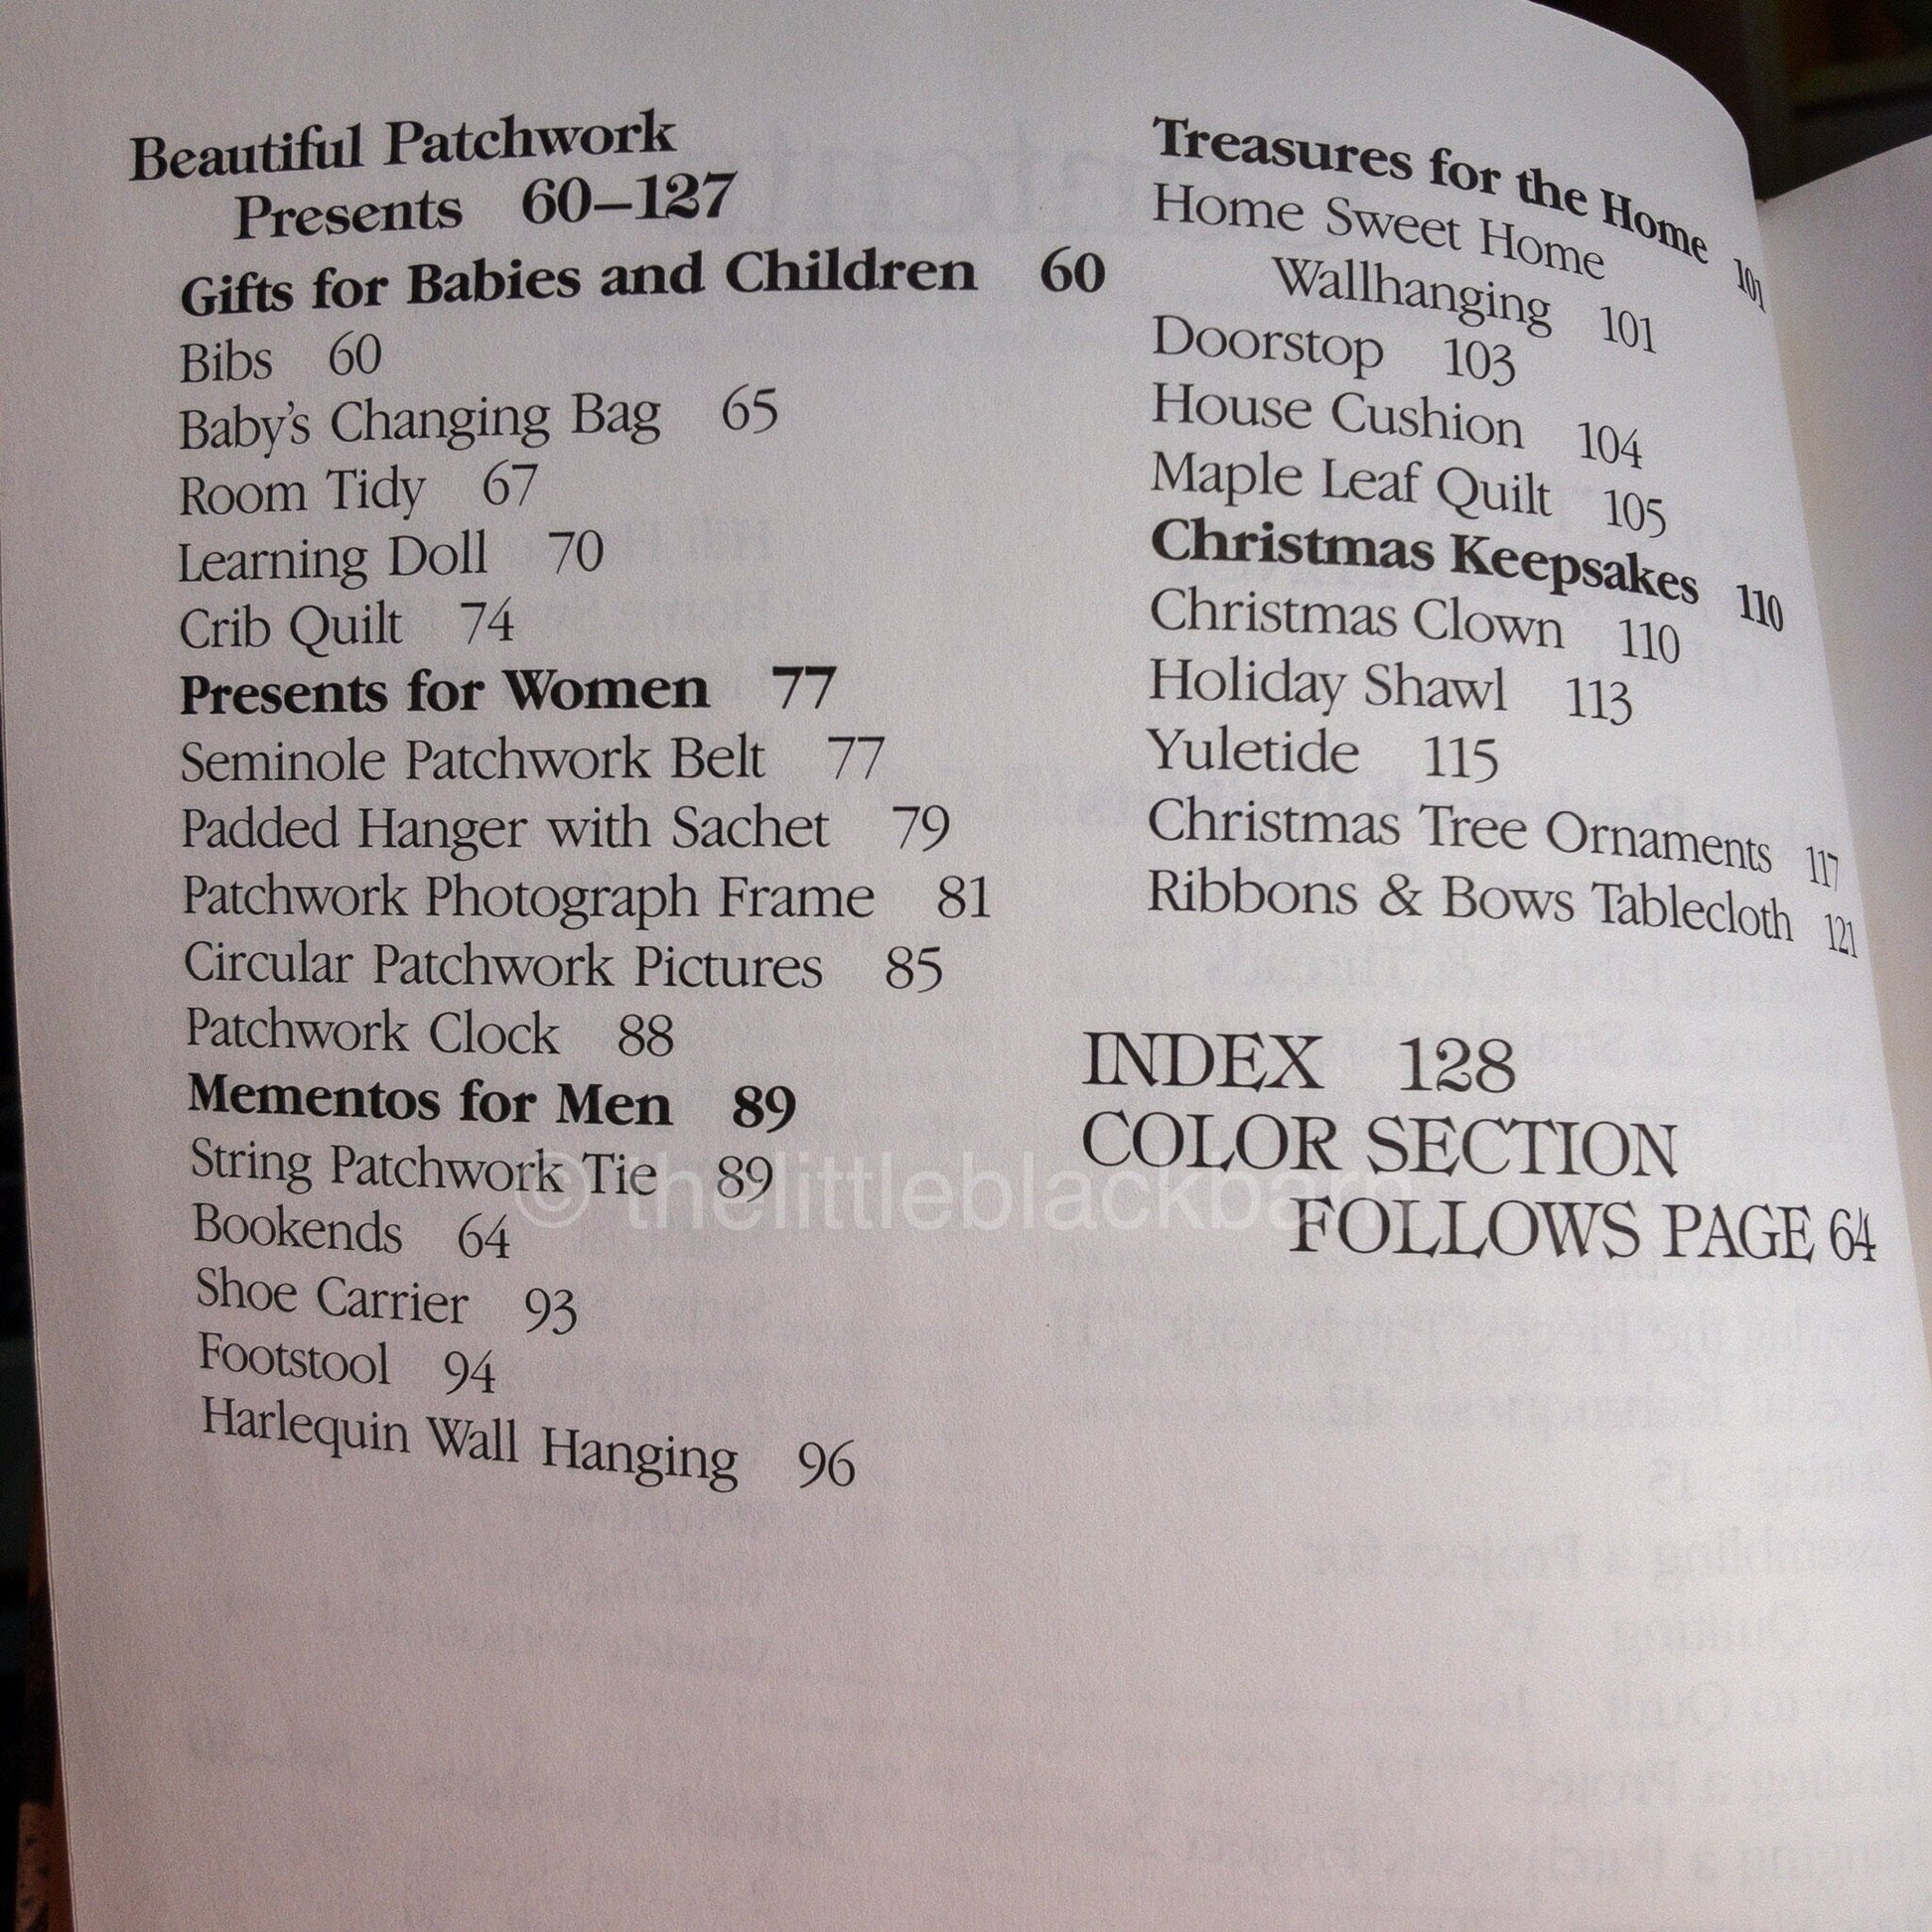 Beautiful Patchwork
Presents 60–127
Gifts for Babies and Children 60
Bibs 60
Baby's Changing Bag 65
Room Tidy 67
Learning Doll 70
Crib Quilt 74
Presents for Women 77
Seminole Patchwork Belt 77
Padded Hanger with Sachet 79
Patchwork Photograph Frame 81
Circular Patchwork Pictures 85
Patchwork Clock 88
Mementos for Men 89
String Patchwork Tie 89
Bookends 64
Shoe Carrier 93
Footstool 94
Harlequin Wall Hanging 96
Treasures for the Home 101
Home Sweet Home
Wallhanging 101
Doorstop 103
House Cushion 104
Maple Leaf Quilt 105
Christmas Keepsakes 110
Christmas Clown 110
Holiday Shawl 113
Yuletide 115
Christmas Tree Ornaments 117
Ribbons & Bows Tablecloth 121
INDEX 128
COLOR SECTION
FOLLOWS PAGE 64
© thelittleblackbarn